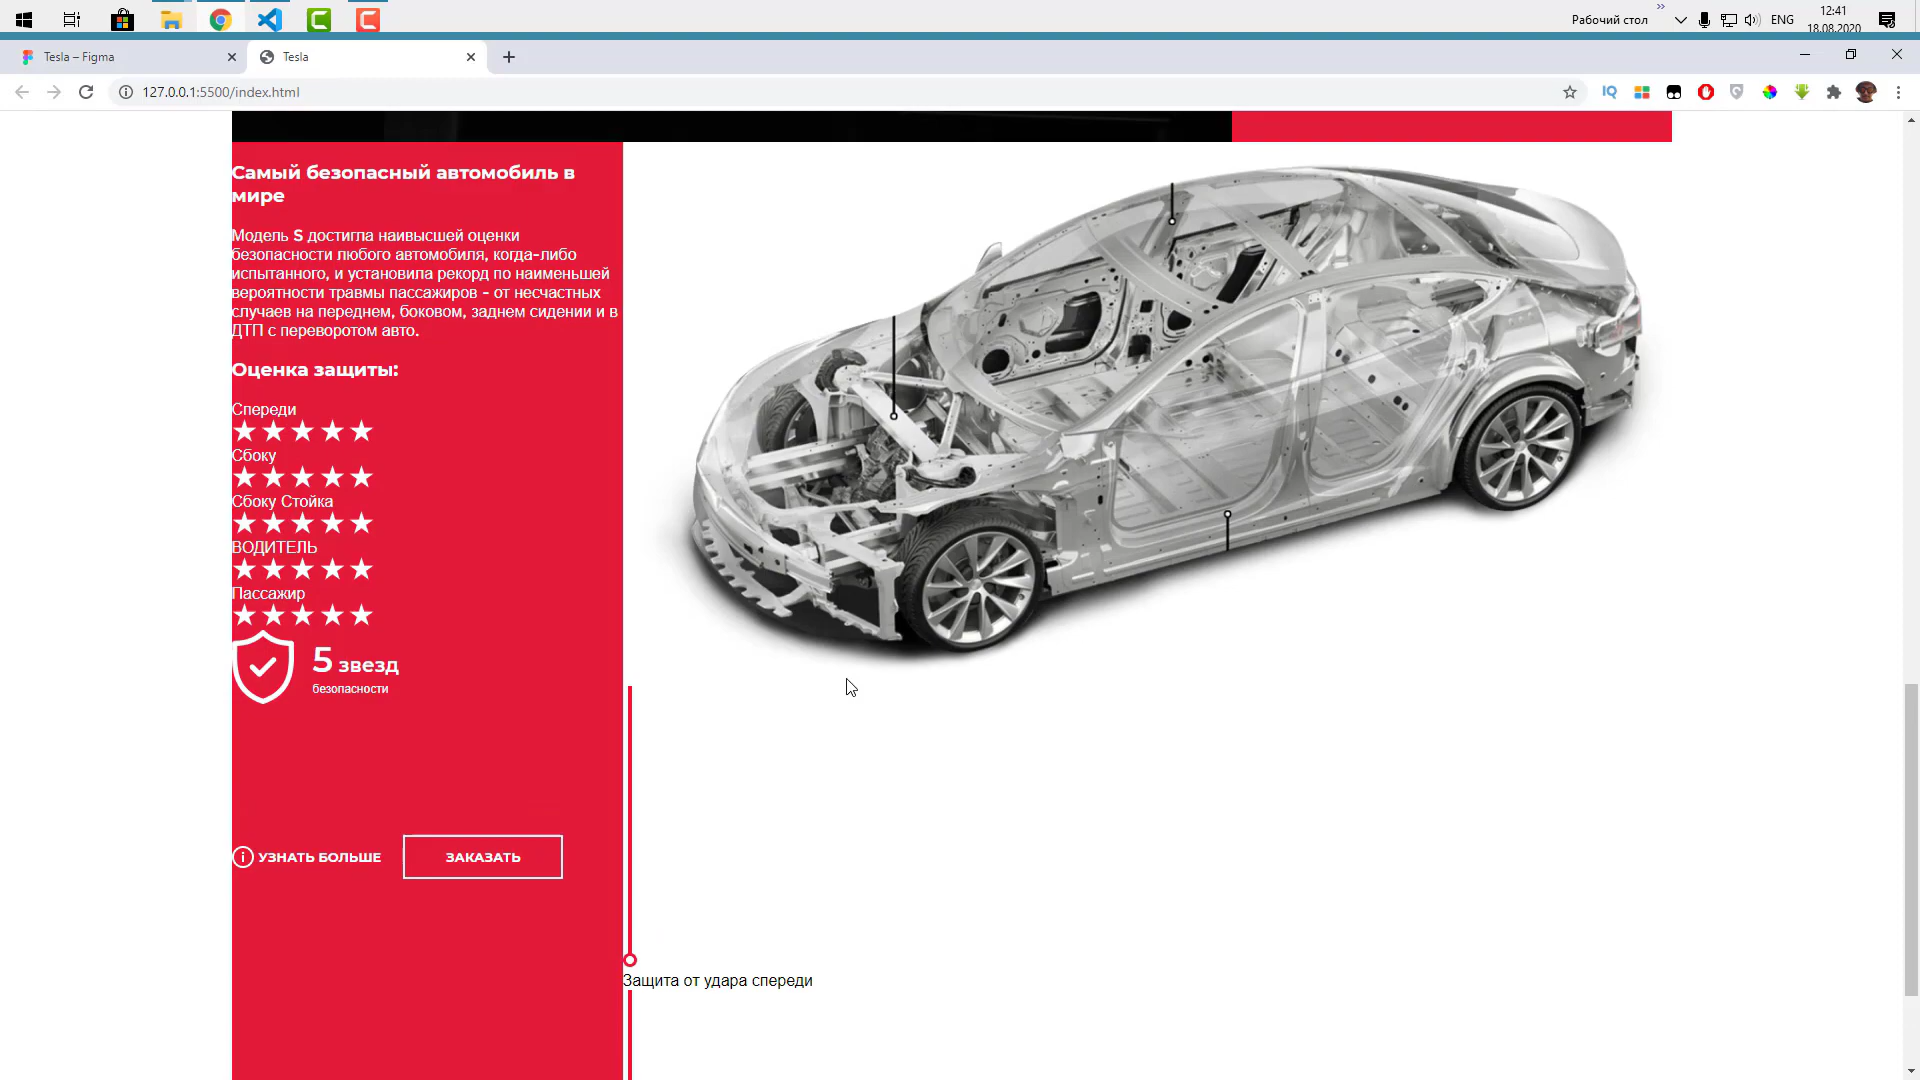 Рабочий стол
ENG
12:41
18.08.2020
Tesla – Figma
Tesla
127.0.0.1:5500/index.html
IQ
Самый безопасный автомобиль в
мире
Модель S достигла наивысшей оценки
безопасности любого автомобиля, когда-либо
испытанного, и установила рекорд по наименьшей
вероятности травмы пассажиров - от несчастных
случаев на переднем, боковом, заднем сидении и в
ДТП с переворотом авто.
Оценка защиты:
Спереди
Сбоку
Сбоку Стойка
ВОДИТЕЛЬ
Пассажир
5 звезд
безопасности
УЗНАТЬ БОЛЬШЕ
ЗАКАЗАТЬ
Защита от удара спереди